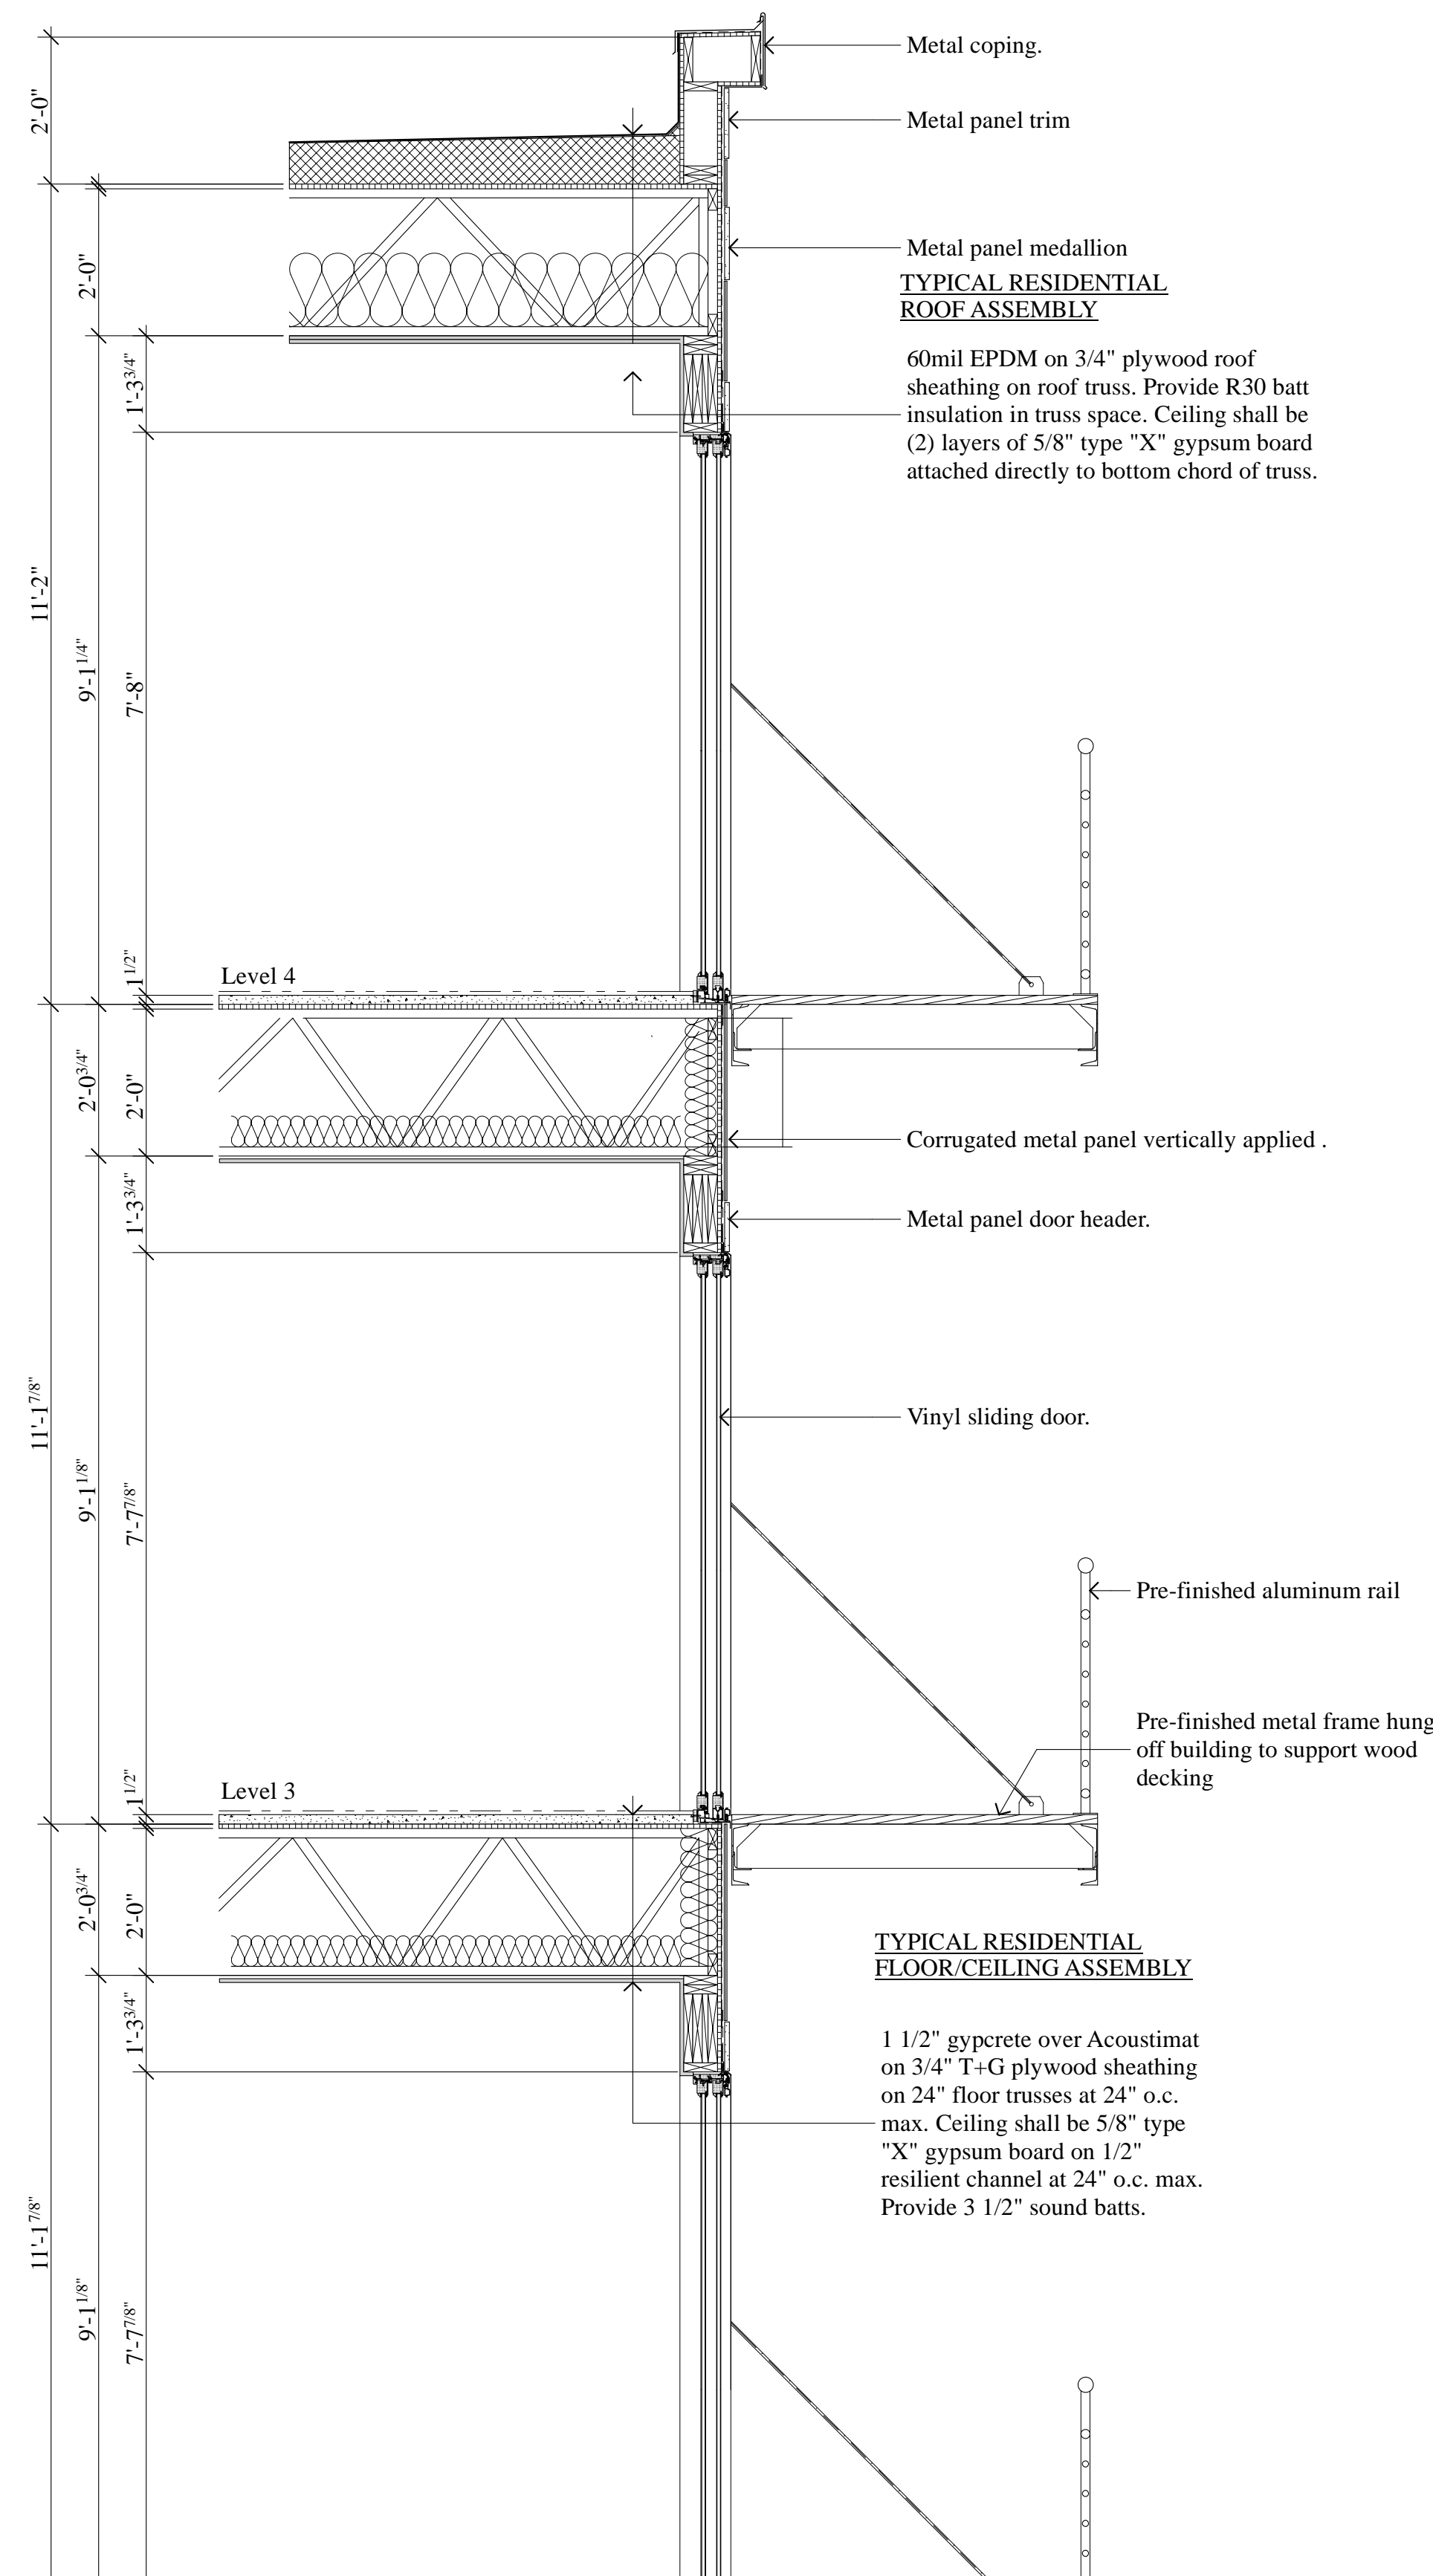 Metal coping.
2'-0"
Metal panel trim
Metal panel medallion
TYPICAL RESIDENTIAL
ROOF ASSEMBLY
2'-0"
1'-3 3/4"
60mil EPDM on 3/4" plywood roof
sheathing on roof truss. Provide R30 batt
insulation in truss space. Ceiling shall be
(2) layers of 5/8" type "X" gypsum board
attached directly to bottom chord of truss.
11'-2"
9'-1 1/4"
7'-8"
1 1/2"
Level 4
2'-0 3/4"
2'-0"
Corrugated metal panel vertically applied .
1'-3 3/4"
Metal panel door header.
11'-1 7/8"
9'-1 1/8"
7'-7 7/8"
Vinyl sliding door.
Pre-finished aluminum rail
Pre-finished metal frame hung
off building to support wood
decking
1 1/2"
Level 3
2'-0 3/4"
2'-0"
TYPICAL RESIDENTIAL
FLOOR/CEILING ASSEMBLY
1'-3 3/4"
1 1/2" gypcrete over Acoustimat
on 3/4" T+G plywood sheathing
on 24" floor trusses at 24" o.c.
max. Ceiling shall be 5/8" type
"X" gypsum board on 1/2"
resilient channel at 24" o.c. max.
Provide 3 1/2" sound batts.
11'-1 7/8"
9'-1 1/8"
7'-7 7/8"